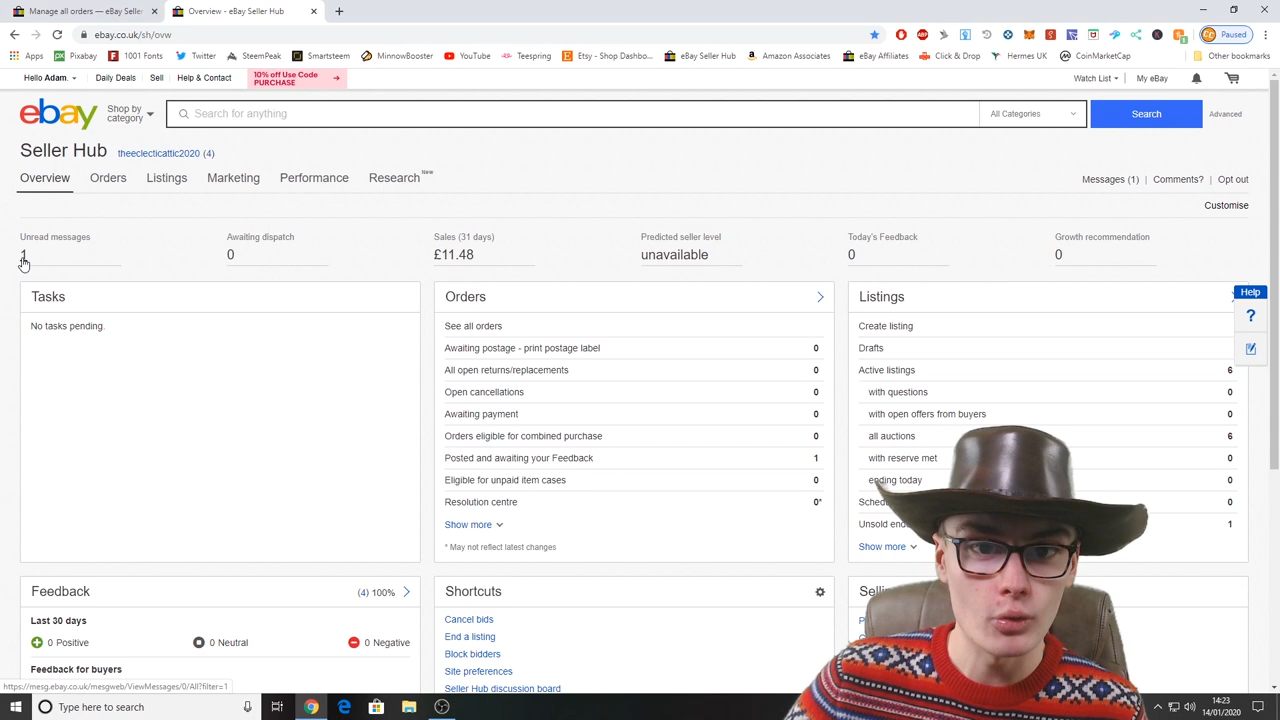 Manage all orders — eBay Seller
Overview - eBay Seller Hub
ebay.co.uk/sh/ovw
Paused
Apps
Pixabay
1001 Fonts
Twitter
SteemPeak
Smartsteem
MinnowBooster
YouTube
Teespring
Etsy - Shop Dashbo...
eBay Seller Hub
Amazon Associates
eBay Affiliates
Click & Drop
Hermes UK
CoinMarketCap
Other bookmarks
Hello Adam.
Daily Deals
Sell
Help & Contact
10% off Use Code
PURCHASE
Watch List
My eBay
ebay
Shop by
category
Search for anything
All Categories
Search
Advanced
Seller Hub
theeclecticattic2020 (4)
Overview
Orders
Listings
Marketing
Performance
Research New
Messages (1)
Comments?
Opt out
Customise
Unread messages
1
Awaiting dispatch
0
Sales (31 days)
£11.48
Predicted seller level
unavailable
Today's Feedback
0
Growth recommendation
0
Tasks
No tasks pending.
Orders
See all orders
Awaiting postage - print postage label 0
All open returns/replacements 0
Open cancellations 0
Awaiting payment 0
Orders eligible for combined purchase 0
Posted and awaiting your Feedback 1
Eligible for unpaid item cases 0
Resolution centre 0*
Show more
* May not reflect latest changes
Listings
Create listing
Drafts
Active listings 6
with questions 0
with open offers from buyers 0
all auctions 6
with reserve met 0
ending today 0
0
1
Show more
Help
?
Feedback
(4) 100%
Last 30 days
0 Positive
0 Neutral
0 Negative
Feedback for buyers
Shortcuts
Cancel bids
End a listing
Block bidders
Site preferences
Seller Hub discussion board
https://mesg.ebay.co.uk/mesgweb/ViewMessages/0/All?filter=1
Type here to search
14:23
14/01/2020